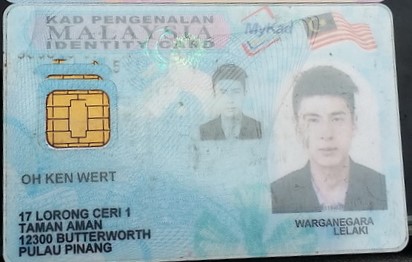 KAD PENGENALAN
MALAYSIA
IDENTITY CARD
MyKad
OH KEN WERT
17 LORONG CERI 1
TAMAN AMAN
12300 BUTTERWORTH
PULAU PINANG
WARGANEGARA
LELAKI